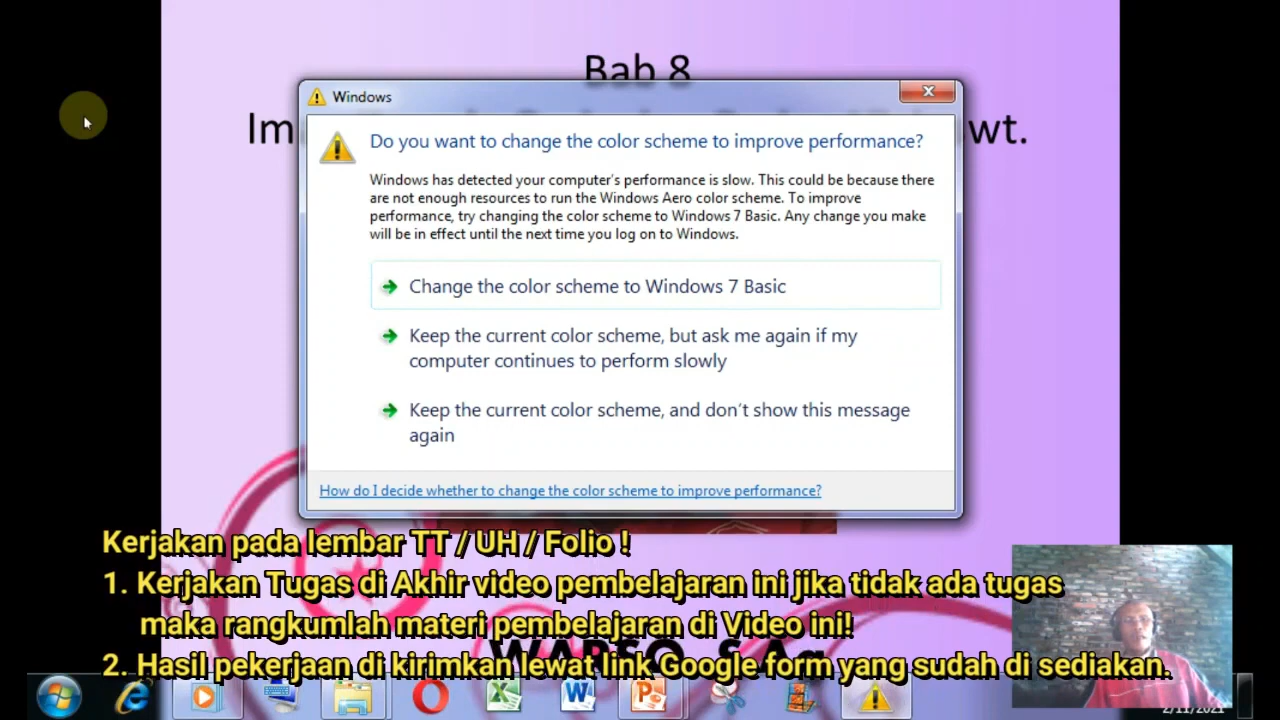 Bab 8
wt.
Windows
Do you want to change the color scheme to improve performance?
Windows has detected your computer's performance is slow. This could be because there
are not enough resources to run the Windows Aero color scheme. To improve
performance, try changing the color scheme to Windows 7 Basic. Any change you make
will be in effect until the next time you log on to Windows.
Change the color scheme to Windows 7 Basic
Keep the current color scheme, but ask me again if my
computer continues to perform slowly
Keep the current color scheme, and don't show this message
again
How do I decide whether to change the color scheme to improve performance?
Kerjakan pada lembar TT / UH / Folio !
1. Kerjakan Tugas di Akhir video pembelajaran ini jika tidak ada tugas
maka rangkumlah materi pembelajaran di Video ini!
WARSO, S.Ag
2. Hasil pekerjaan di kirimkan lewat link Google form yang sudah di sediakan.
2/11/2021